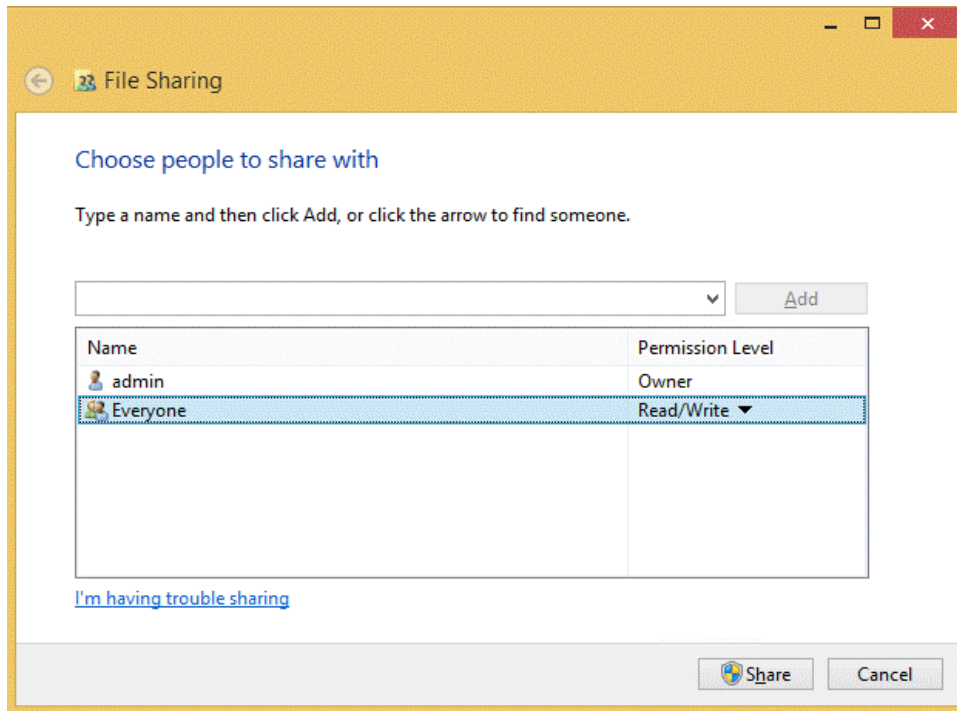 File Sharing
Choose people to share with
Type a name and then click Add, or click the arrow to find someone.
Add
Name Permission Level
admin Owner
Everyone Read/Write
I'm having trouble sharing
Share Cancel